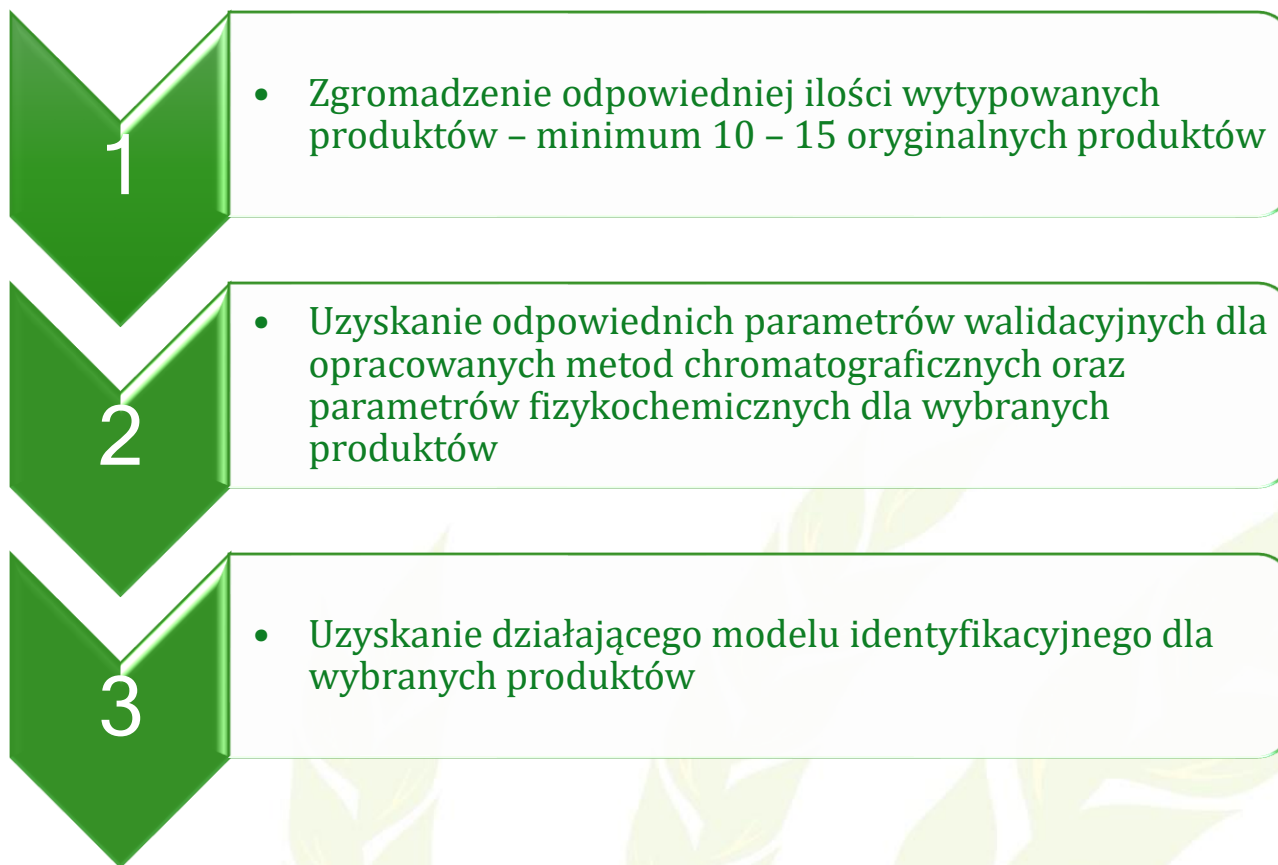 1
• Zgromadzenie odpowiedniej ilości wytypowanych
produktów – minimum 10 – 15 oryginalnych produktów
2
• Uzyskanie odpowiednich parametrów walidacyjnych dla
opracowanych metod chromatograficznych oraz
parametrów fizykochemicznych dla wybranych
produktów
3
• Uzyskanie działającego modelu identyfikacyjnego dla
wybranych produktów